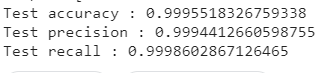 Test accuracy : 0.9995518326759338
Test precision : 0.9994412660598755
Test recall : 0.9998602867126465